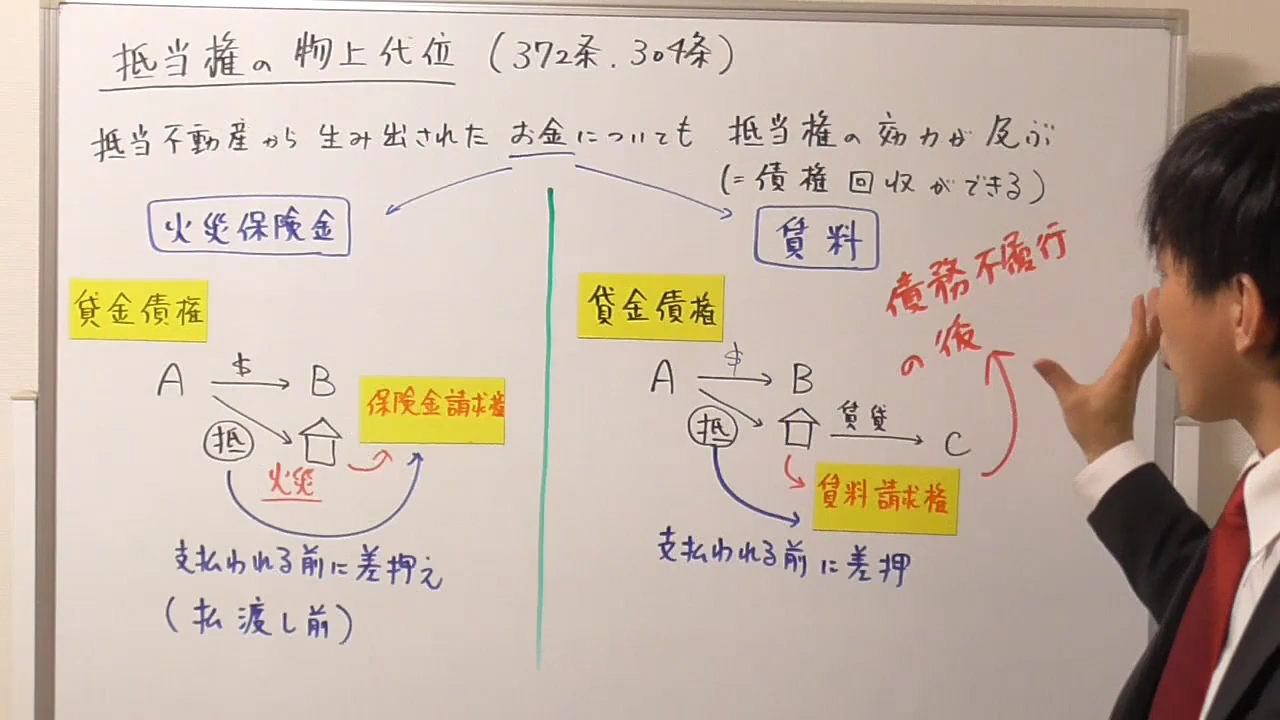 抵当権の物上代位 (372条.304条)
抵当不動産から生み出されたお金についても 抵当権の効力が及ぶ
(=債権回収ができる)
火災保険金
貸金債権
A $ B
保険金請求権
抵
火災
支払われる前に差押え
(払渡し前)
賃料
債務不履行
の後
貸金債権
A $ B
抵
賃貸
C
賃料請求権
支払われる前に差押